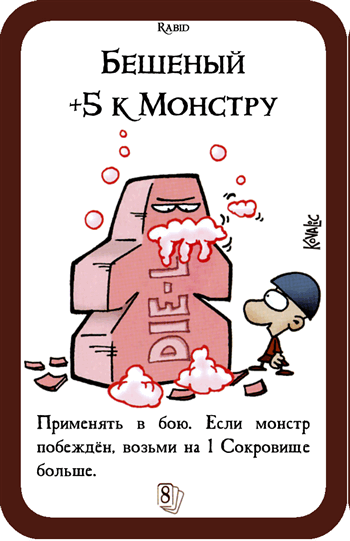 Rabid
Бешеный
+5 к Монстру
DIE-L
Kovalic
Применять в бою. Если монстр
побеждён, возьми на 1 Сокровище
больше.
8